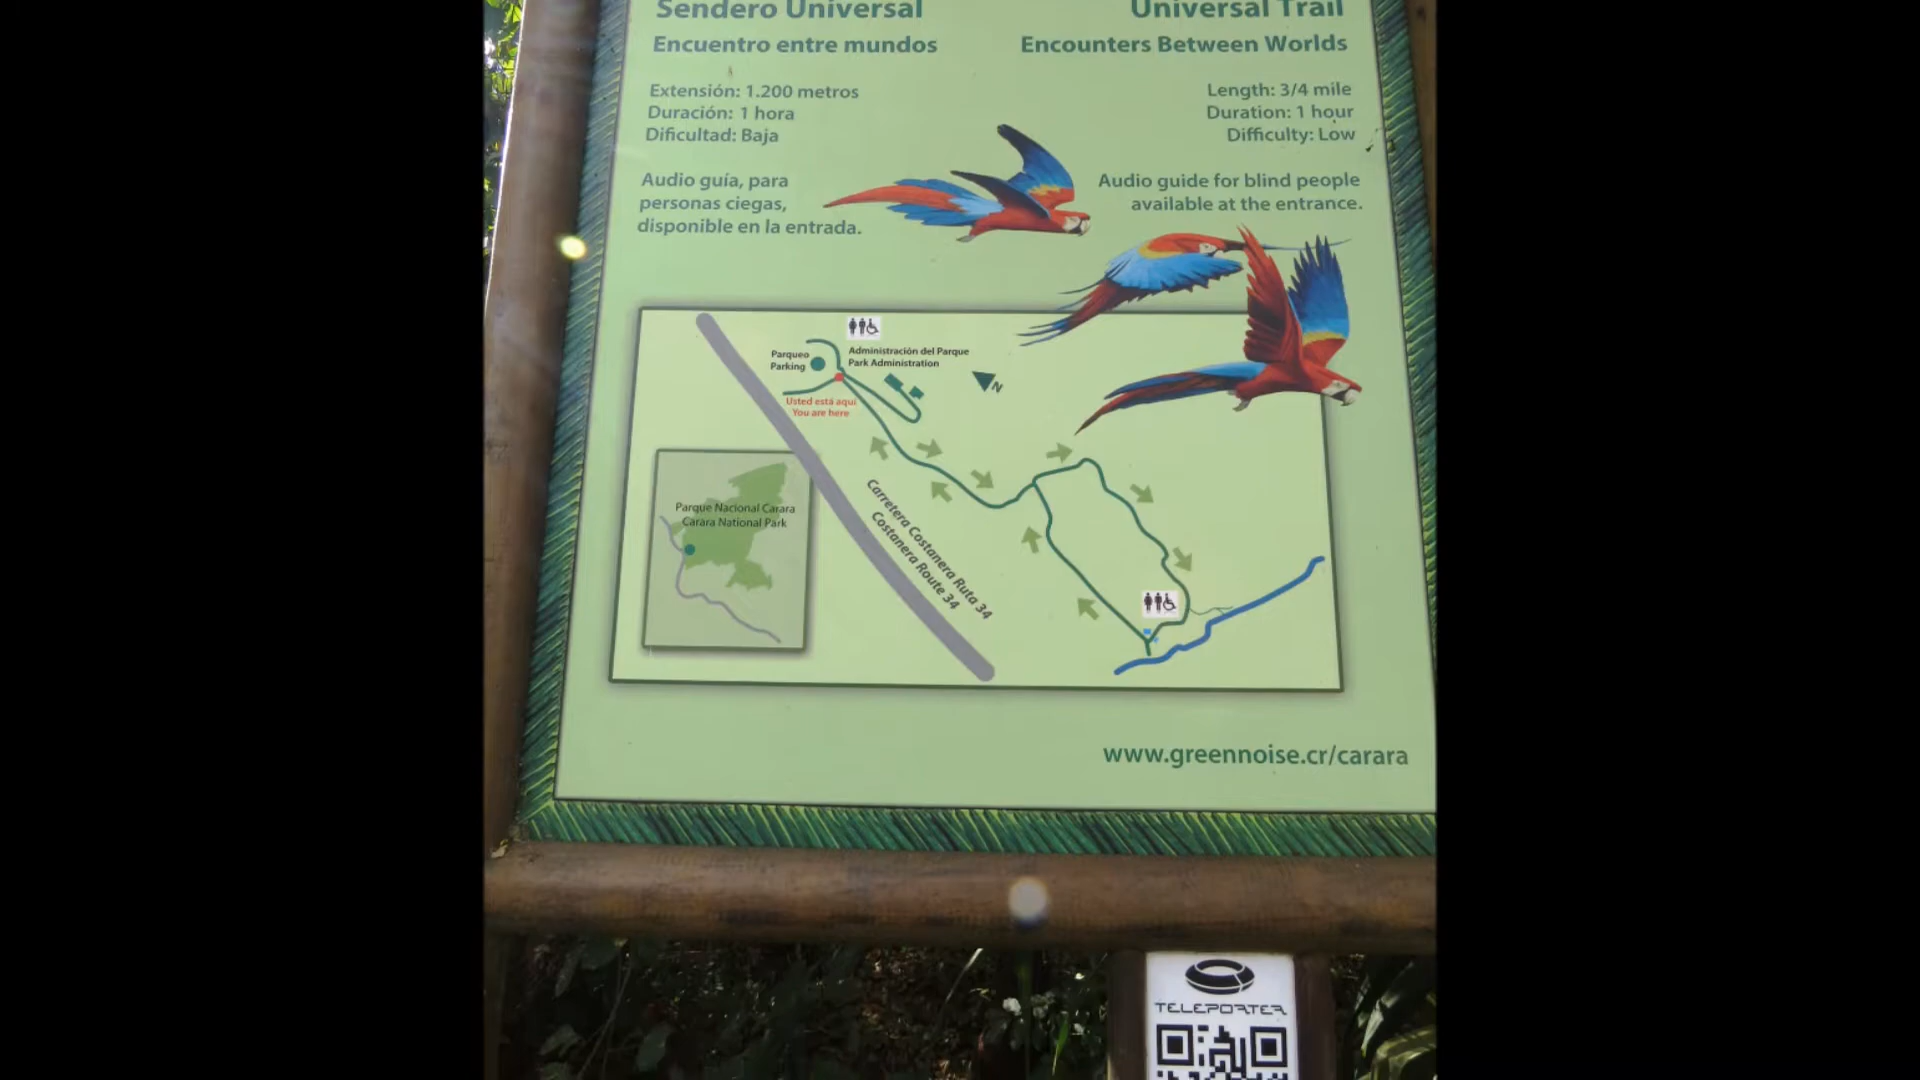 Sendero Universal
Encuentro entre mundos
Extensión: 1.200 metros
Duración: 1 hora
Dificultad: Baja
Audio guía, para
personas ciegas,
disponible en la entrada.
Universal Trail
Encounters Between Worlds
Length: 3/4 mile
Duration: 1 hour
Difficulty: Low
Audio guide for blind people
available at the entrance.
Parqueo
Parking
Administración del Parque
Park Administration
N
Usted está aquí
You are here
Parque Nacional Carara
Carara National Park
Carretera Costanera Ruta 34
Costanera Route 34
www.greennoise.cr/carara
TELEPORTER